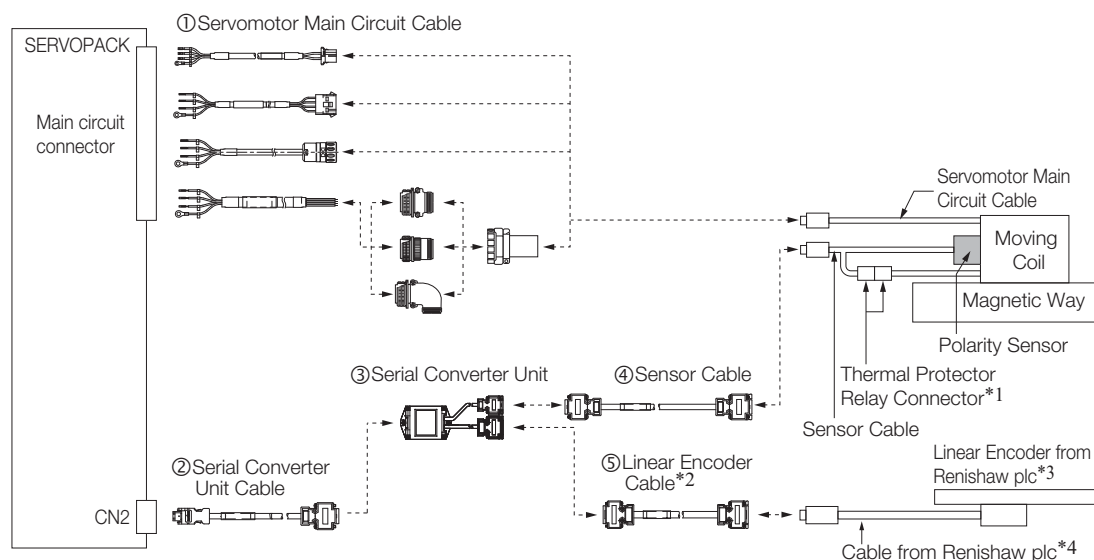 ①Servomotor Main Circuit Cable
SERVOPACK
Main circuit
connector
Servomotor Main
Circuit Cable
Moving
Coil
Magnetic Way
Polarity Sensor
③Serial Converter Unit
④Sensor Cable
Thermal Protector
Relay Connector*1
Sensor Cable
②Serial Converter
Unit Cable
⑤Linear Encoder
Cable*2
Linear Encoder from
Renishaw plc*3
CN2
Cable from Renishaw plc*4